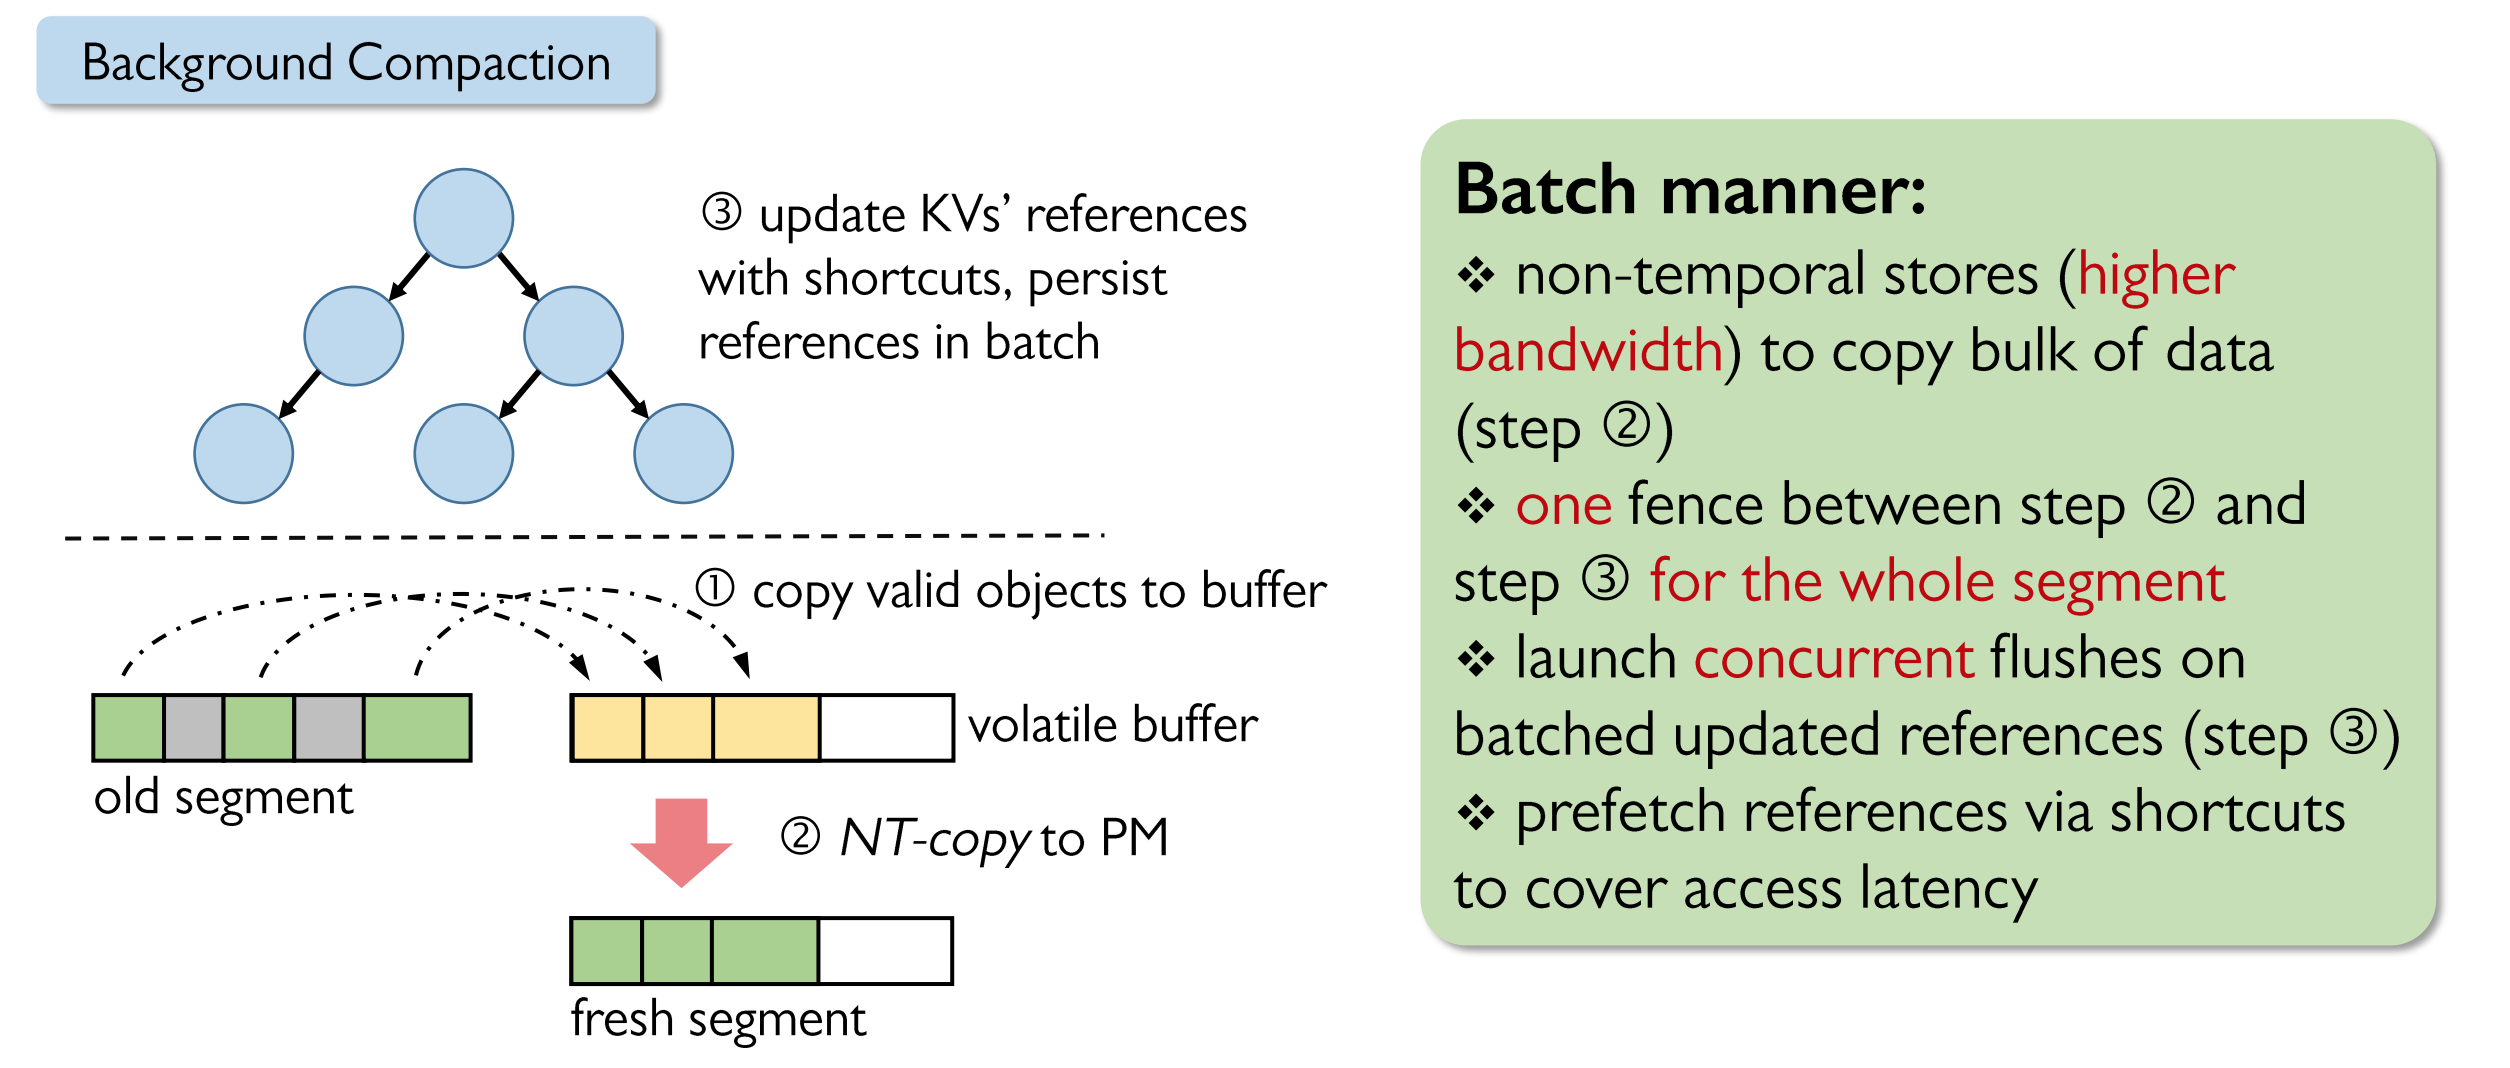 Background Compaction
③ update KVs’ references
with shortcuts, persist
references in batch
① copy valid objects to buffer
volatile buffer
old segment
② NT-copy to PM
fresh segment
Batch manner:
❖ non-temporal stores (higher
bandwidth) to copy bulk of data
(step ②)
❖ one fence between step ② and
step ③ for the whole segment
❖ launch concurrent flushes on
batched updated references (step ③)
❖ prefetch references via shortcuts
to cover access latency